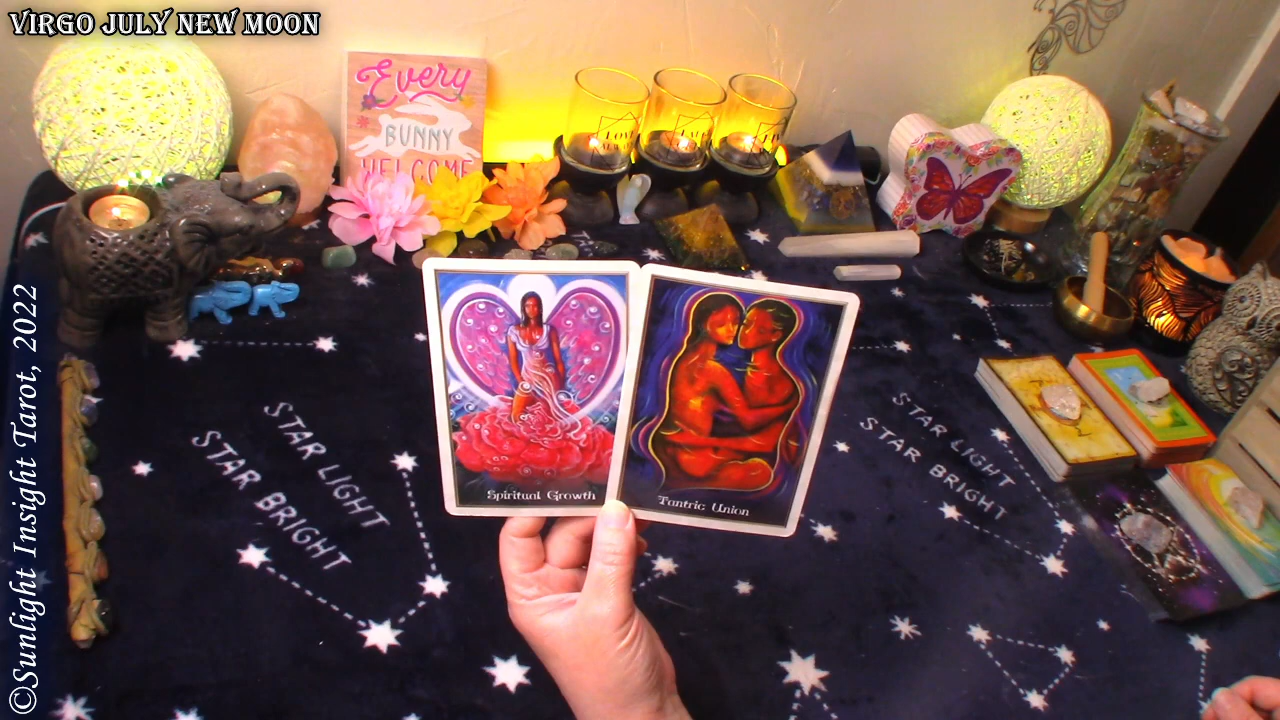 VIRGO JULY NEW MOON
Every
BUNNY
WELCOME
Spiritual Growth
Tantric Union
STAR LIGHT
STAR BRIGHT
STAR LIGHT
STAR BRIGHT
©Sunlight Insight Tarot, 2022